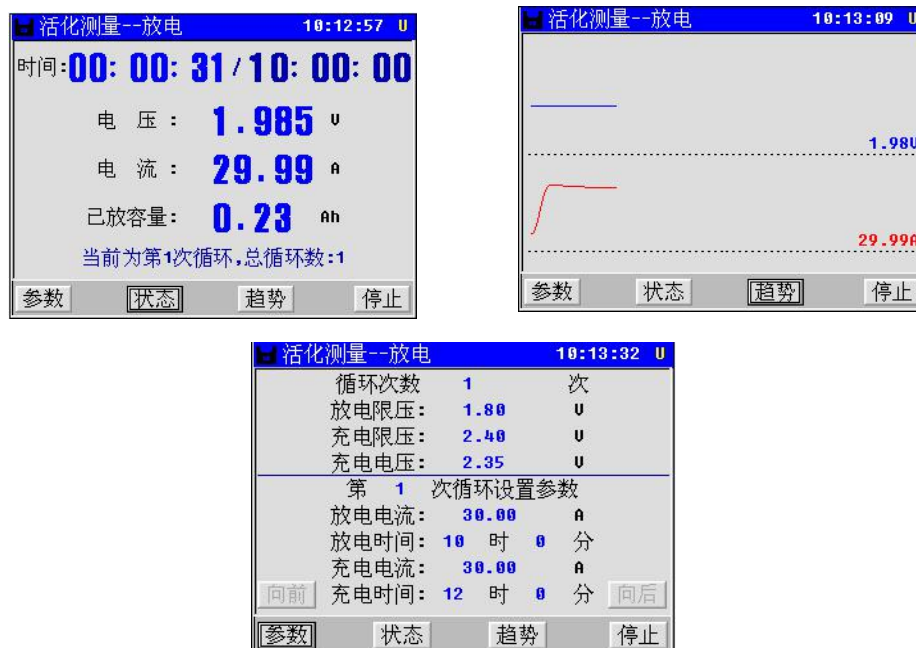 活化测量--放电 10:12:57 U
时间:00: 00: 31/10: 00: 00
电 压: 1.985 V
电 流: 29.99 A
已放容量: 0.23 Ah
当前为第1次循环,总循环数:1
参数 状态 趋势 停止
活化测量--放电 10:13:09 U
1.98V
29.99A
参数 状态 趋势 停止
活化测量--放电 10:13:32 U
循环次数 1 次
放电限压: 1.80 V
充电限压: 2.40 V
充电电压: 2.35 V
第 1 次循环设置参数
放电电流: 30.00 A
放电时间: 10 时 0 分
充电电流: 30.00 A
向前 充电时间: 12 时 0 分 向后
参数 状态 趋势 停止